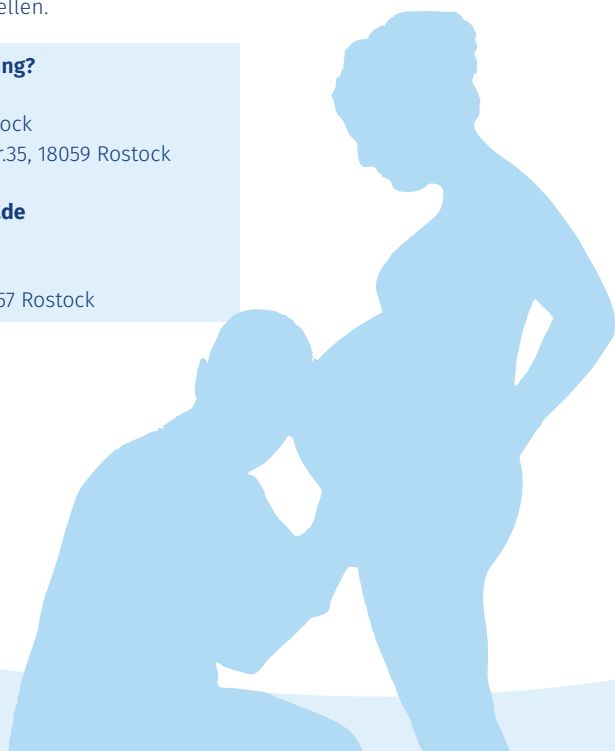 ellen.
ng?
ock
r.35, 18059 Rostock
.de
57 Rostock